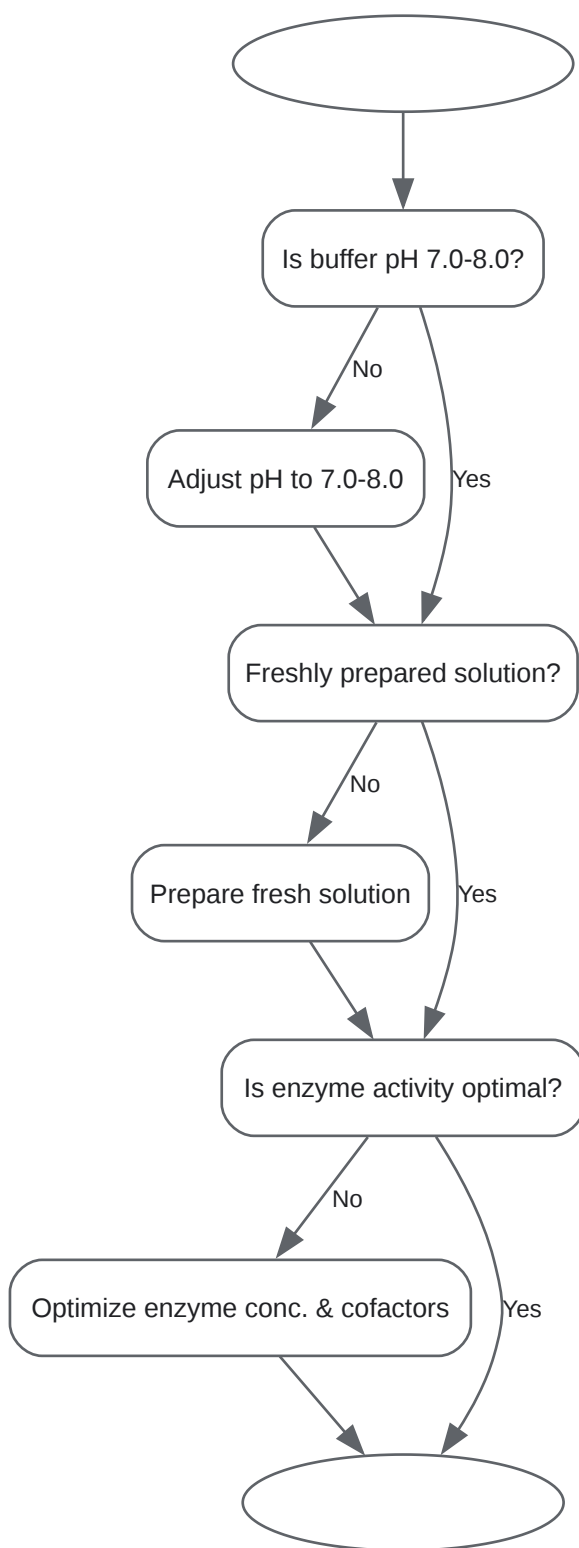 Is buffer pH 7.0-8.0?
No
Adjust pH to 7.0-8.0
Yes
Freshly prepared solution?
No
Prepare fresh solution
Yes
Is enzyme activity optimal?
No
Optimize enzyme conc. & cofactors
Yes